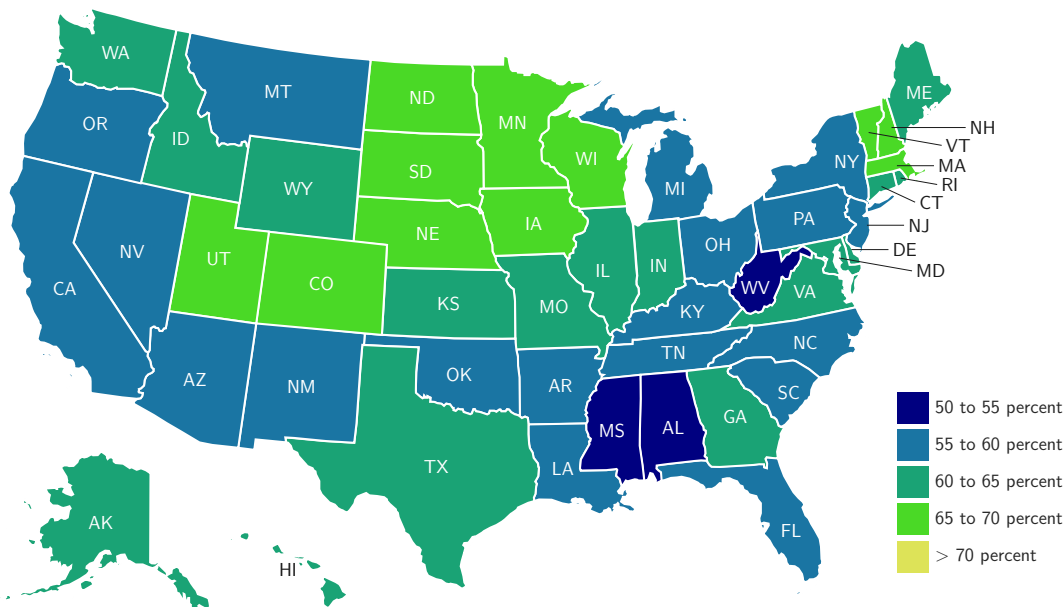 WA
MT
ND
MN
ME
OR
ID
NH
VT
WI
NY
MA
SD
RI
WY
MI
CT
PA
NJ
IA
NE
OH
NV
DE
UT
IL
IN
MD
CO
WV
VA
CA
KS
MO
KY
NC
TN
AZ
NM
OK
AR
SC
50 to 55 percent
MS
AL
GA
55 to 60 percent
TX
LA
60 to 65 percent
AK
FL
65 to 70 percent
HI
> 70 percent